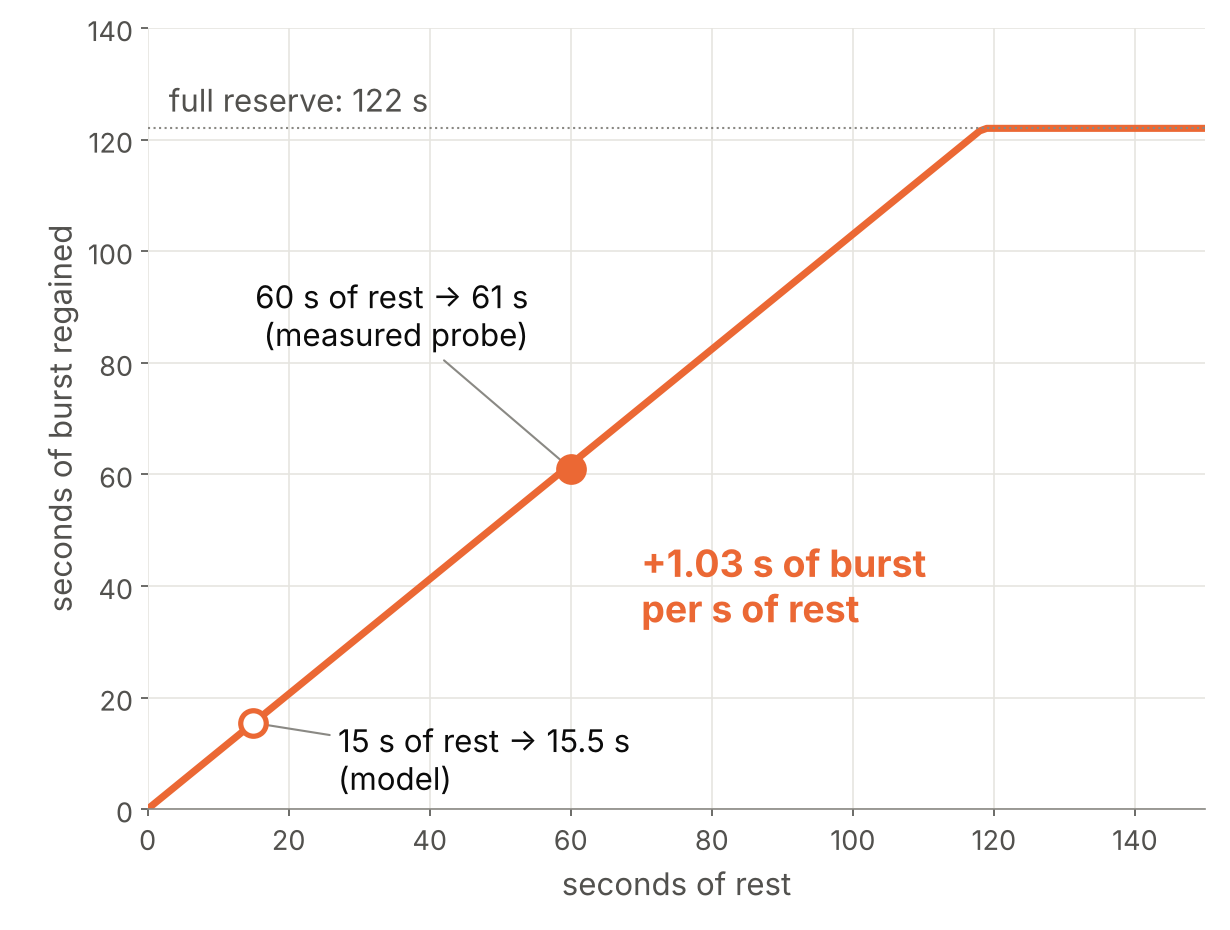 140
full reserve: 122 s
120
100
60 s of rest → 61 s
(measured probe)
80
60
+1.03 s of burst
per s of rest
40
20
15 s of rest → 15.5 s
(model)
0
seconds of burst regained
0 20 40 60 80 100 120 140
seconds of rest